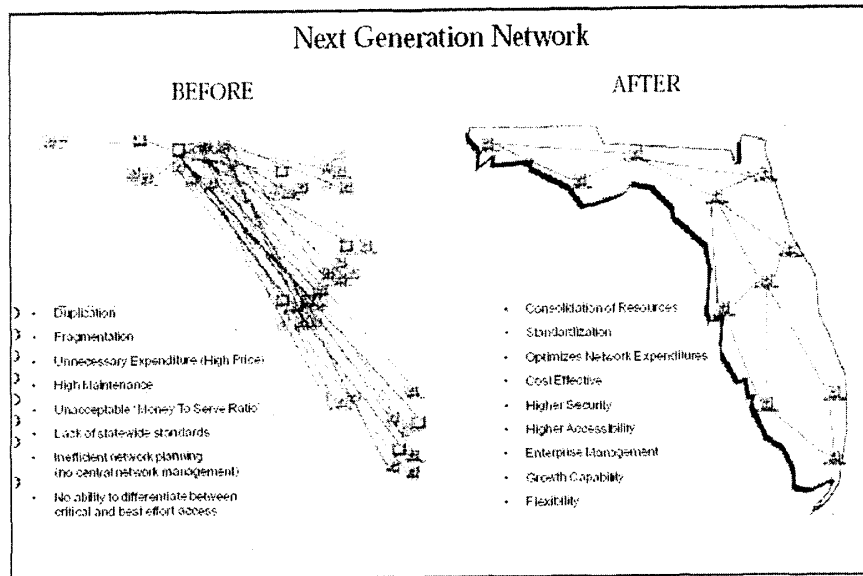 Next Generation Network
BEFORE
AFTER
• Duplication
• Fragmentation
• Unnecessary Expenditure (High Price)
• High Maintenance
• Unacceptable 'Money To Serve Ratio'
• Lack of statewide standards
• Inefficient network planning
(no central network management)
• No ability to differentiate between
critical and best effort access
• Consolidation of Resources
• Standardization
• Optimizes Network Expenditures
• Cost Effective
• Higher Security
• Higher Accessibility
• Enterprise Management
• Growth Capability
• Flexibility